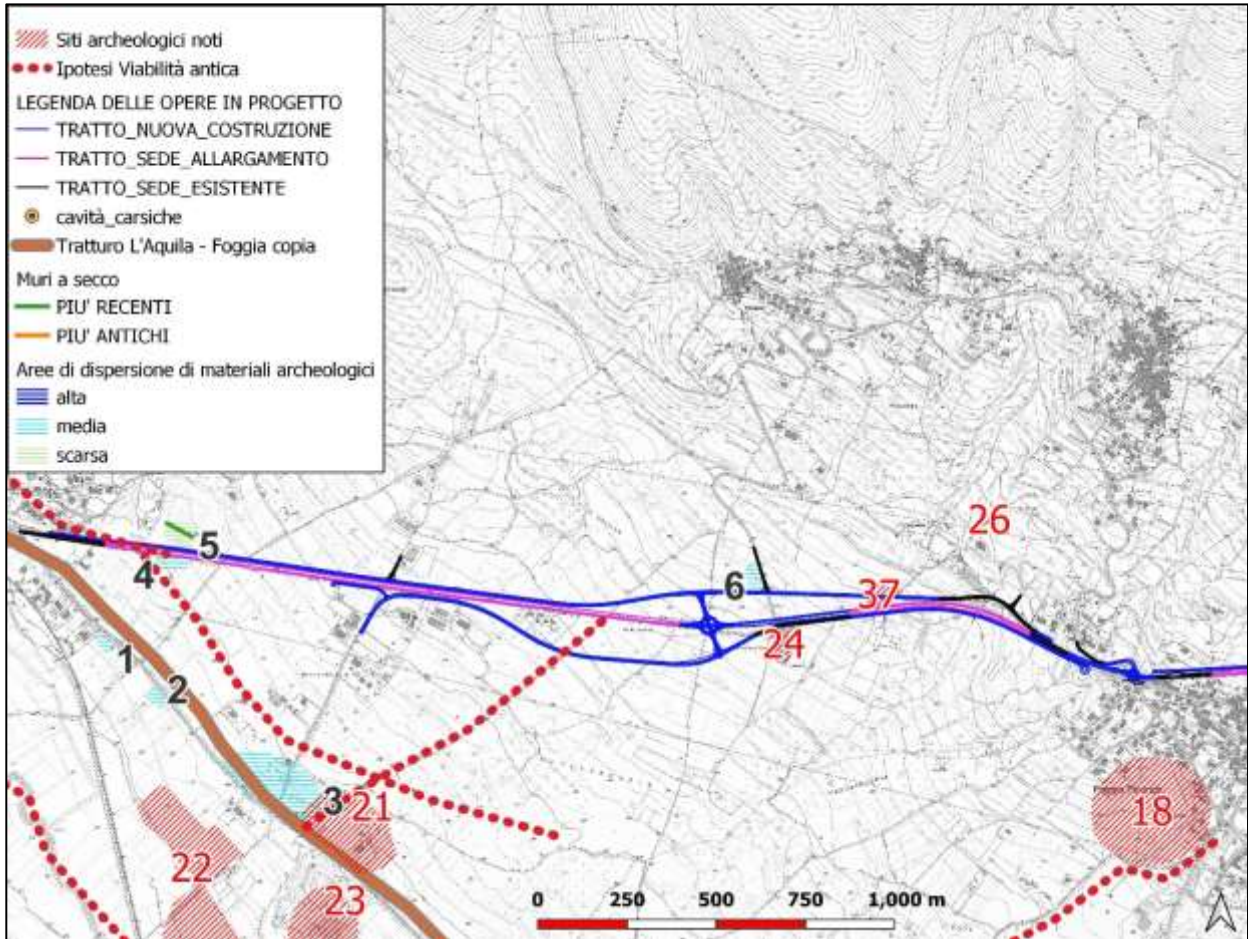 Siti archeologici noti
Ipotesi Viabilità antica
LEGENDA DELLE OPERE IN PROGETTO
TRATTO_NUOVA_COSTRUZIONE
TRATTO_SEDE_ALLARGAMENTO
TRATTO_SEDE_ESISTENTE
cavità_carsiche
Tratturo L'Aquila - Foggia copia
Muri a secco
PIU' RECENTI
PIU' ANTICHI
Aree di dispersione di materiali archeologici
alta
media
scarsa
26
5
4
6
37
24
1
2
3
21
18
22
23
0 250 500 750 1,000 m